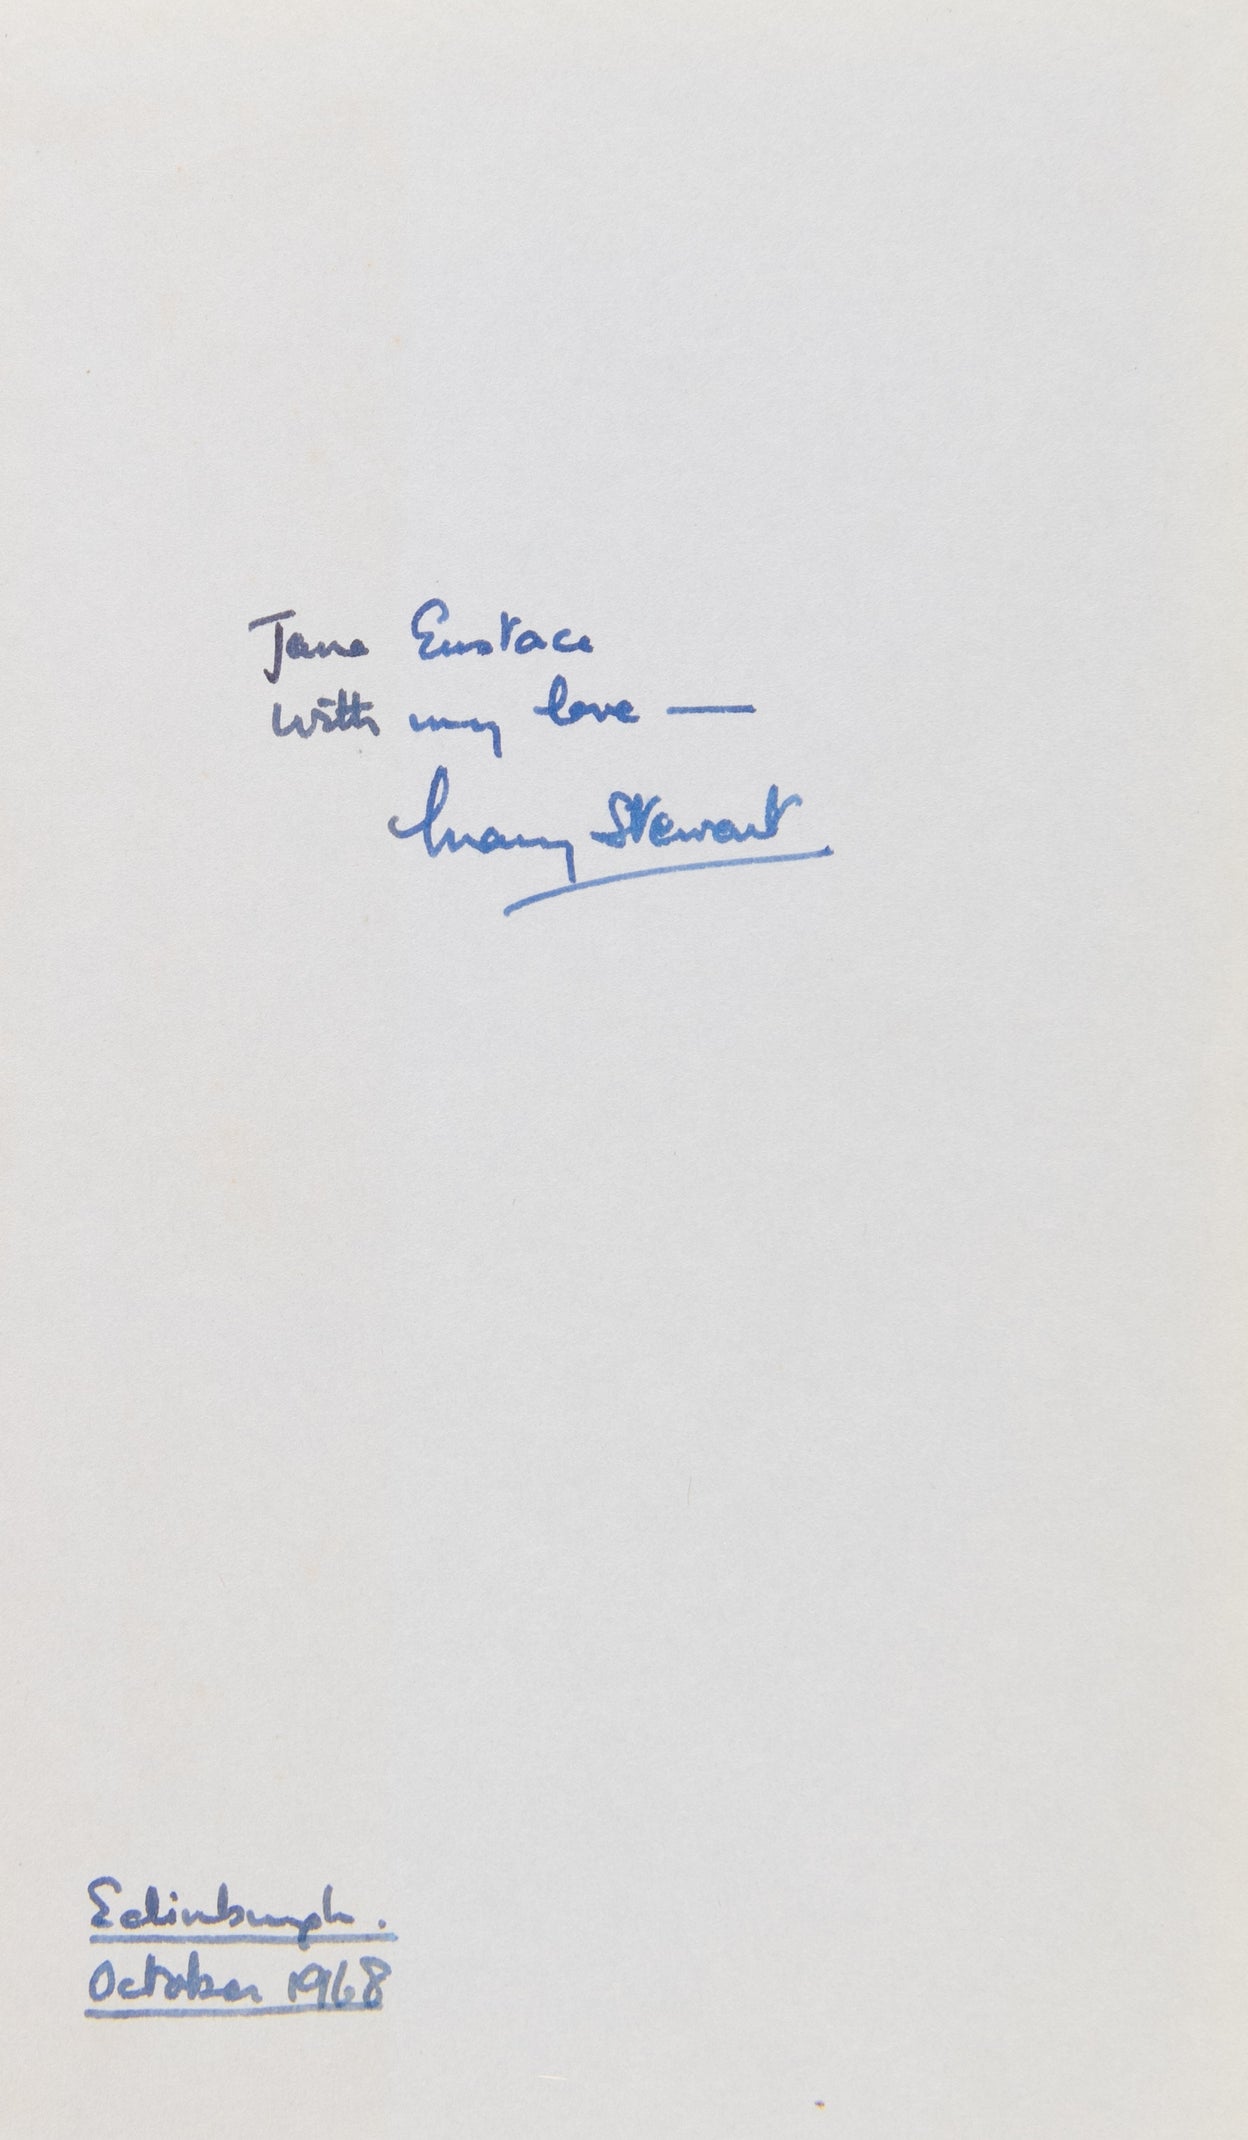 Jane Eustace
with my love —
Mary Stewart
Edinburgh.
October 1968